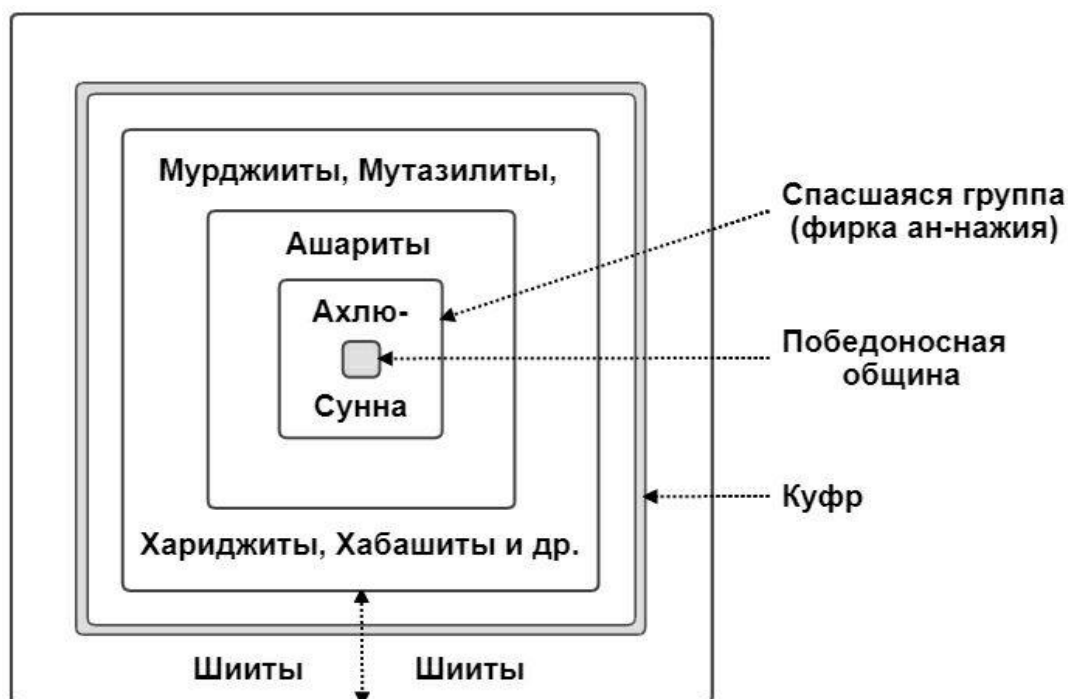 Мурджииты, Мутазилиты,
Ашариты
Ахлю-
Сунна
Хариджиты, Хабашиты и др.
Шииты Шииты
Спасшаяся группа
(фирка ан-нажия)
Победоносная
община
Куфр